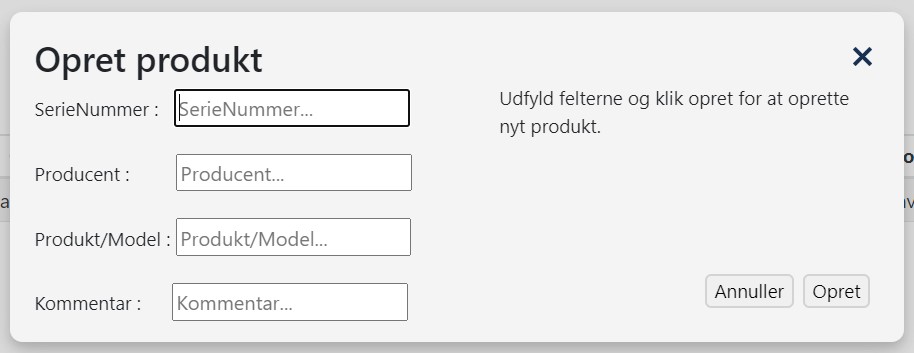 Opret produkt
SerieNummer :
SerieNummer...
Udfyld felterne og klik opret for at oprette
nyt produkt.
Producent :
Producent...
Produkt/Model :
Produkt/Model...
Kommentar :
Kommentar...
Annuller
Opret